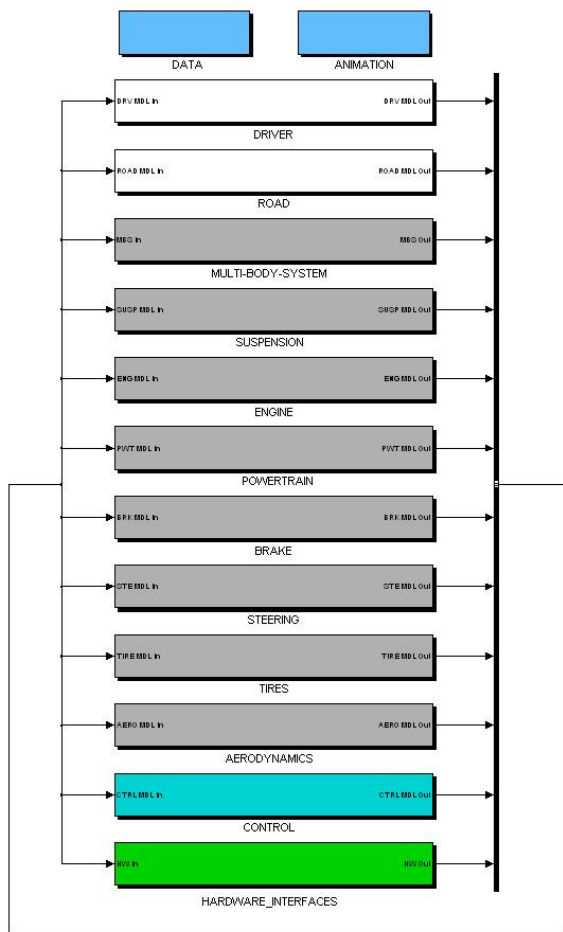 DATA ANIMATION
DRV MDL In DRV MDL Out
DRIVER
ROAD MDL In ROAD MDL Out
ROAD
MBS In MBS Out
MULTI-BODY-SYSTEM
SUSP MDL In SUSP MDL Out
SUSPENSION
ENG MDL In ENG MDL Out
ENGINE
PWT MDL In PWT MDL Out
POWERTRAIN
BRK MDL In BRK MDL Out
BRAKE
STE MDL In STE MDL Out
STEERING
TIRE MDL In TIRE MDL Out
TIRES
AERO MDL In AERO MDL Out
AERODYNAMICS
CTRL MDL In CTRL MDL Out
CONTROL
HW In HW Out
HARDWARE_INTERFACES